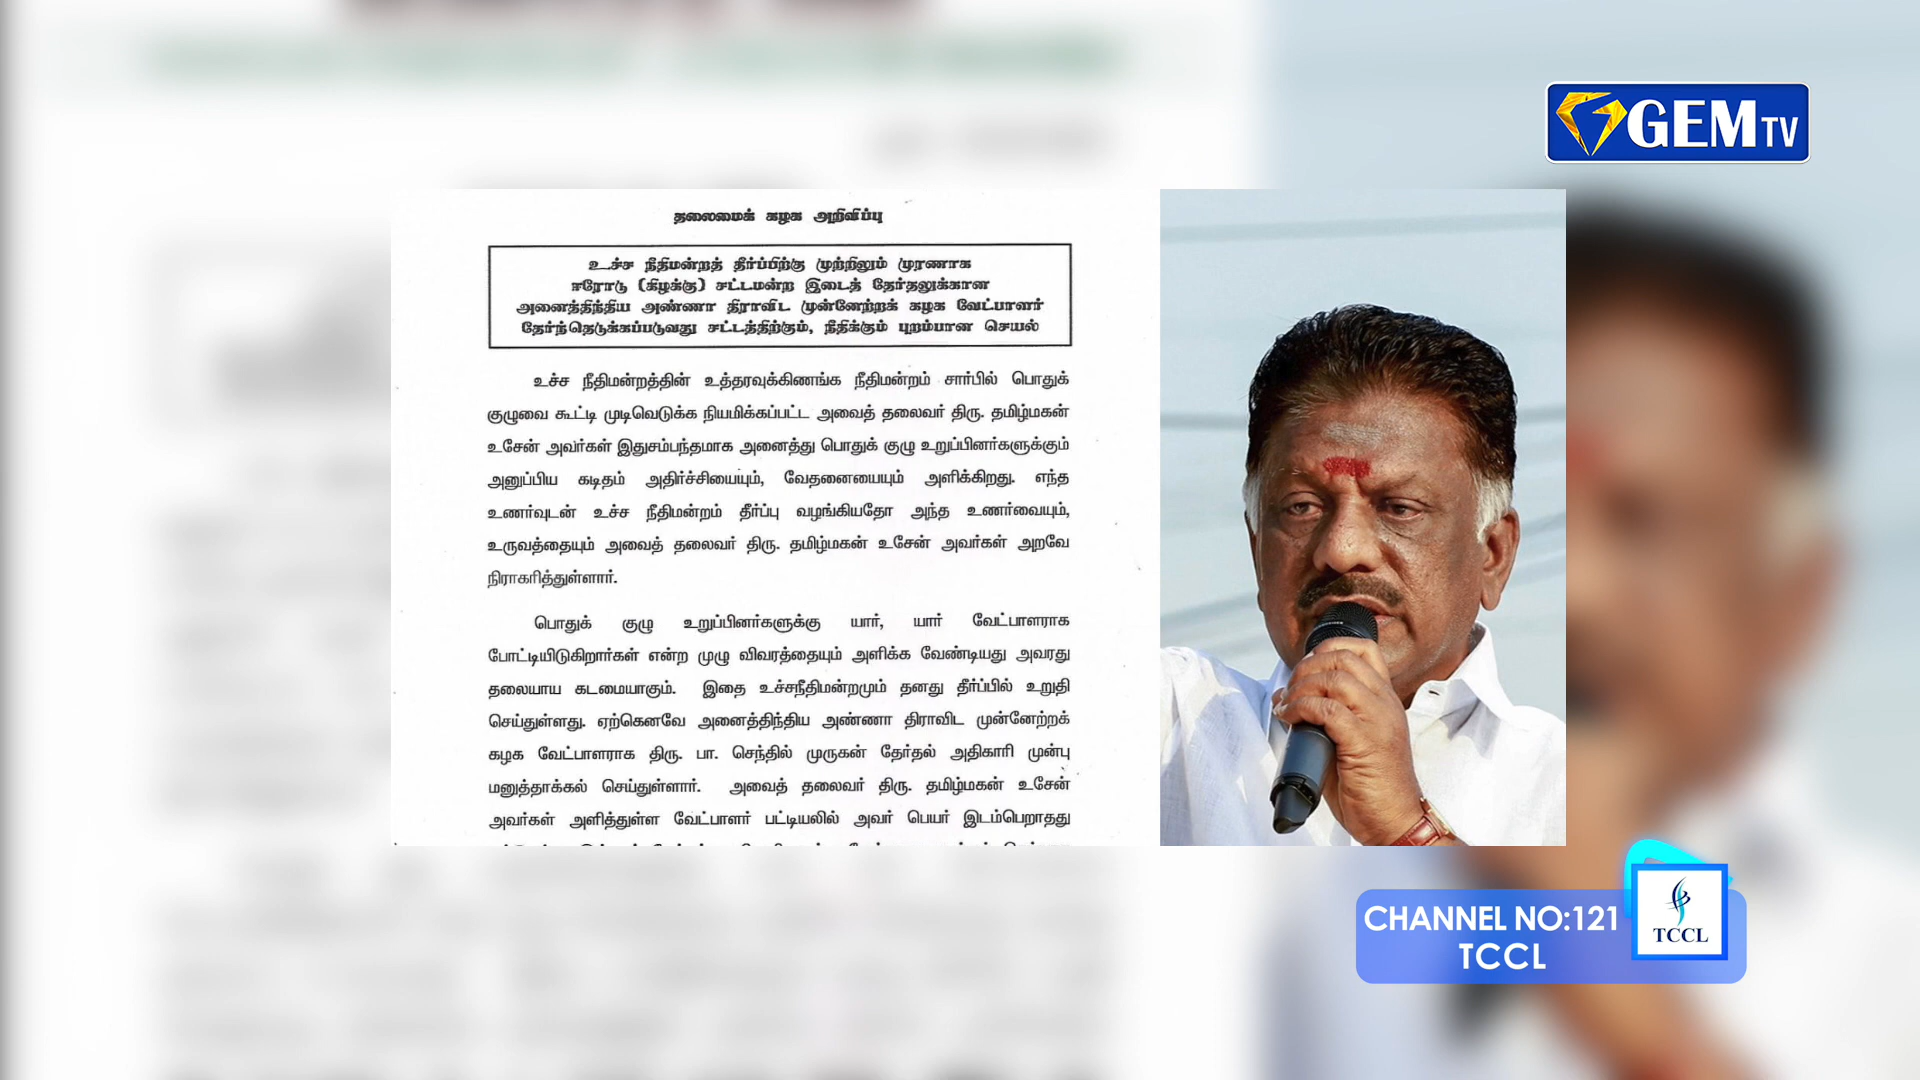 GEM TV
தலைமைக் கழக அறிவிப்பு
உச்ச நீதிமன்றத் தீர்ப்பிற்கு முற்றிலும் முரணாக
ஈரோடு (கிழக்கு) சட்டமன்ற இடைத் தேர்தலுக்கான
அனைத்திந்திய அண்ணா திராவிட முன்னேற்றக் கழக வேட்பாளர்
தேர்ந்தெடுக்கப்படுவது சட்டத்திற்கும், நீதிக்கும் புறம்பான செயல்
உச்ச நீதிமன்றத்தின் உத்தரவுக்கிணங்க நீதிமன்றம் சார்பில் பொதுக்
குழுவை கூட்டி முடிவெடுக்க நியமிக்கப்பட்ட அவைத் தலைவர் திரு. தமிழ்மகன்
உசேன் அவர்கள் இதுசம்பந்தமாக அனைத்து பொதுக் குழு உறுப்பினர்களுக்கும்
அனுப்பிய கடிதம் அதிர்ச்சியையும், வேதனையையும் அளிக்கிறது. எந்த
உணர்வுடன் உச்ச நீதிமன்றம் தீர்ப்பு வழங்கியதோ அந்த உணர்வையும்,
உருவத்தையும் அவைத் தலைவர் திரு. தமிழ்மகன் உசேன் அவர்கள் அறவே
நிராகரித்துள்ளார்.
பொதுக் குழு உறுப்பினர்களுக்கு யார், யார் வேட்பாளராக
போட்டியிடுகிறார்கள் என்ற முழு விவரத்தையும் அளிக்க வேண்டியது அவரது
தலையாய கடமையாகும். இதை உச்சநீதிமன்றமும் தனது தீர்ப்பில் உறுதி
செய்துள்ளது. ஏற்கெனவே அனைத்திந்திய அண்ணா திராவிட முன்னேற்றக்
கழக வேட்பாளராக திரு. பா. செந்தில் முருகன் தேர்தல் அதிகாரி முன்பு
மனுத்தாக்கல் செய்துள்ளார். அவைத் தலைவர் திரு. தமிழ்மகன் உசேன்
அவர்கள் அளித்துள்ள வேட்பாளர் பட்டியலில் அவர் பெயர் இடம்பெறாதது
CHANNEL NO:121
TCCL
TCCL